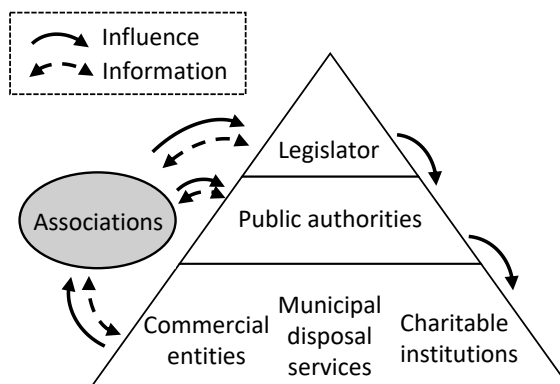 Influence
Information
Legislator
Associations
Public authorities
Commercial
entities
Municipal
disposal
services
Charitable
institutions